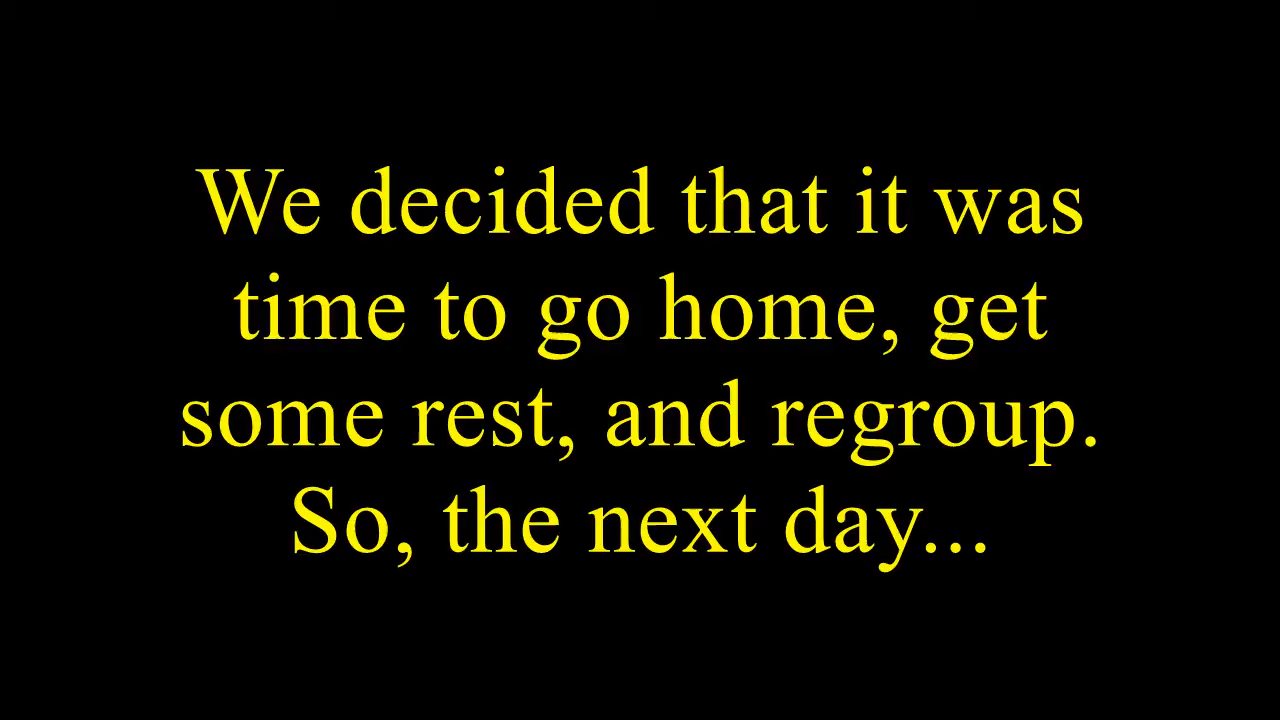 We decided that it was
time to go home, get
some rest, and regroup.
So, the next day...